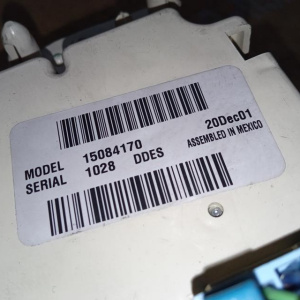 MODEL 15084170 20Dec01
SERIAL 1028 DDES ASSEMBLED IN MEXICO